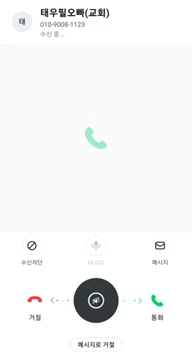 태우필오빠(교회)
010-9008-1123
수신 중 ..
태
수신차단
NUGU
메시지
거절
통화
메시지로 거절